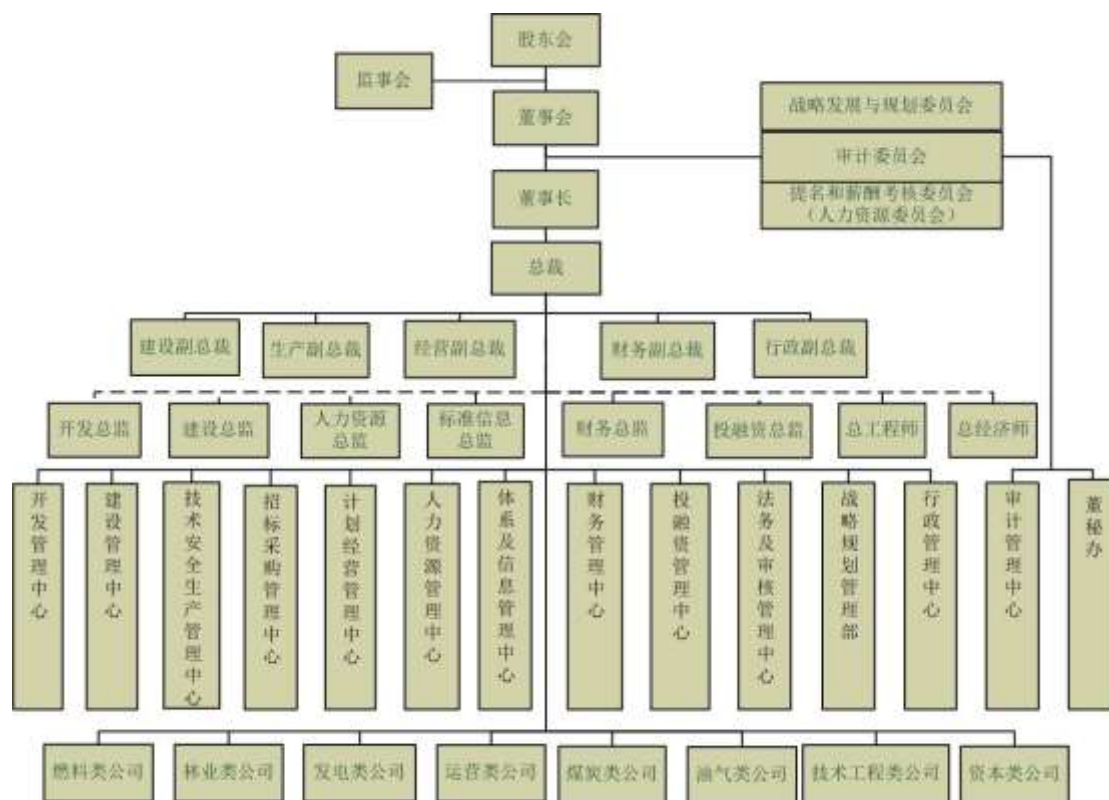 股东会
监事会
董事会
战略发展与规划委员会
审计委员会
提名和薪酬考核委员会
（人力资源委员会）
董事长
总裁
建设副总裁
生产副总裁
经营副总裁
财务副总裁
行政副总裁
开发总监
建设总监
人力资源
总监
标准信息
总监
财务总监
投融资总监
总工程师
总经济师
开发管理中心
建设管理中心
技术安全生产管理中心
招标采购管理中心
计划经营管理中心
人力资源管理中心
体系及信息管理中心
财务管理中心
投融资管理中心
法务及审核管理中心
战略规划管理部
行政管理中心
审计管理中心
董秘办
燃料类公司
林业类公司
发电类公司
运营类公司
煤炭类公司
油气类公司
技术工程类公司
资本类公司